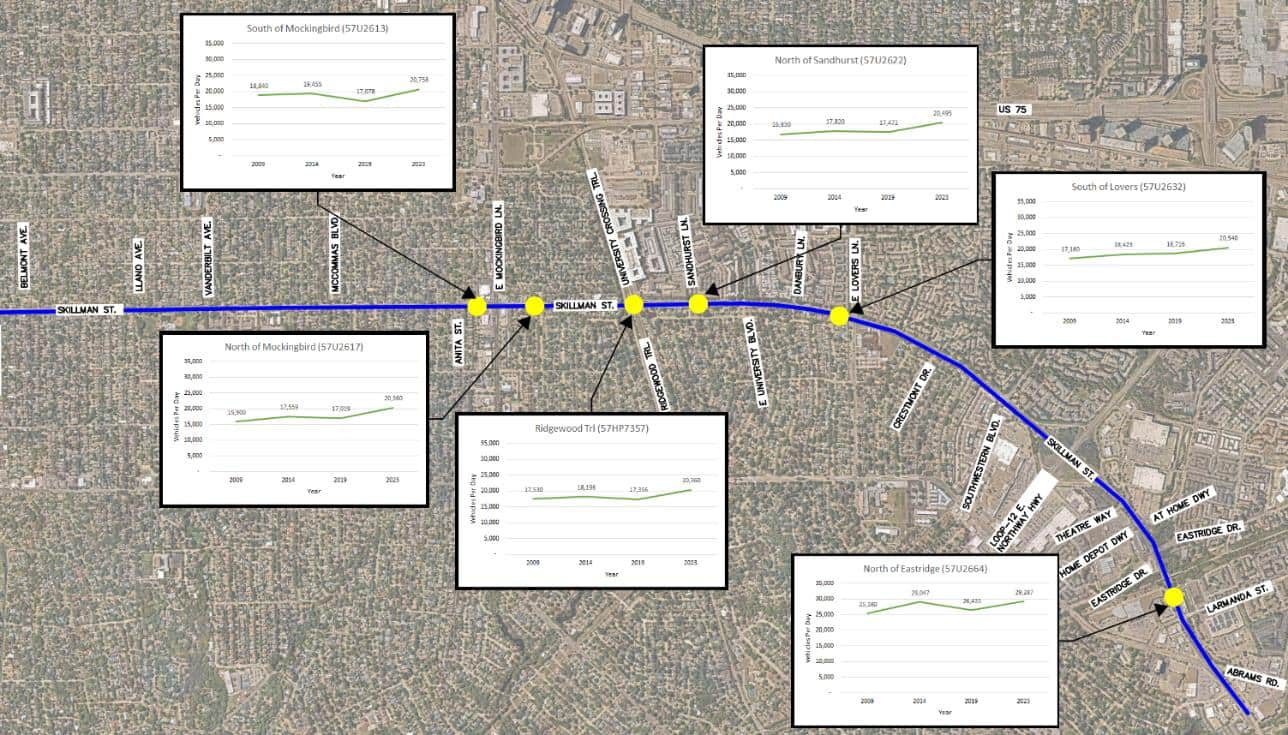 South of Mockingbird (57U2613)
35,000
30,000
25,000
20,000
15,000
10,000
5,000
-
Vehicles Per Day
18,840
19,455
17,078
20,758
2009
2014
2019
2023
Year
North of Sandhurst (57U2622)
35,000
30,000
25,000
20,000
15,000
10,000
5,000
-
Vehicles Per Day
17,820
17,471
20,495
2009
2014
2019
2023
Year
US 75
South of Lovers (57U2632)
35,000
30,000
25,000
20,000
15,000
10,000
5,000
-
Vehicles Per Day
17,160
18,425
18,716
20,540
2009
2014
2019
2023
Year
BELMONT AVE.
LLANO AVE.
VANDERBILT AVE.
MCCOMMAS BLVD.
E MOCKINGBIRD LN.
UNIVERSITY CROSSING TRL.
SANDHURST LN.
DANBURY LN.
E LOVERS LN.
SKILLMAN ST.
SKILLMAN ST.
ANITA ST.
RIDGEWOOD TRL
E UNIVERSITY BLVD.
CRESTMONT DR.
North of Mockingbird (57U2617)
35,000
30,000
25,000
20,000
15,000
10,000
5,000
-
Vehicles Per Day
15,900
17,559
17,019
20,360
2009
2014
2019
2023
Year
Ridgewood Trl (57HP7357)
35,000
30,000
25,000
20,000
15,000
10,000
5,000
-
Vehicles Per Day
17,530
18,198
17,356
20,360
2009
2014
2019
2023
Year
SOUTHWESTERN BLVD.
SKILLMAN ST.
LOOP-12 E.
NORTHWAY HWY
THEATRE WAY
AT HOME DWY
HOME DEPOT DWY
EASTRIDGE DR.
EASTRIDGE DR.
LARMANDA ST.
ABRAMS RD.
North of Eastridge (57U2664)
35,000
30,000
25,000
20,000
15,000
10,000
5,000
-
Vehicles Per Day
25,380
29,047
26,431
29,287
2009
2014
2019
2023
Year